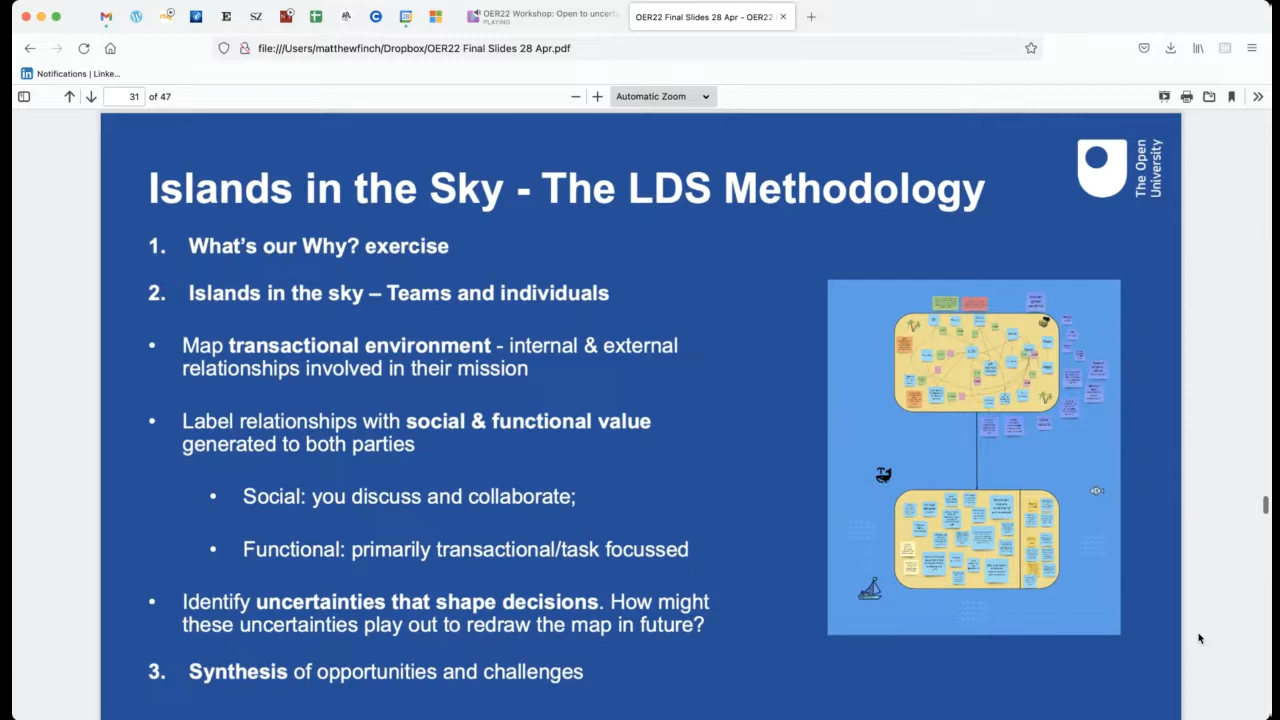 OER22 Workshop: Open to uncerta
PLAYING
OER22 Final Slides 28 Apr - OER22
file:///Users/matthewfinch/Dropbox/OER22 Final Slides 28 Apr.pdf
Notifications | Linke...
31 of 47
Automatic Zoom
Islands in the Sky - The LDS Methodology
The Open
University
1. What's our Why? exercise
2. Islands in the sky – Teams and individuals
• Map transactional environment - internal & external
relationships involved in their mission
• Label relationships with social & functional value
generated to both parties
• Social: you discuss and collaborate;
• Functional: primarily transactional/task focussed
• Identify uncertainties that shape decisions. How might
these uncertainties play out to redraw the map in future?
3. Synthesis of opportunities and challenges